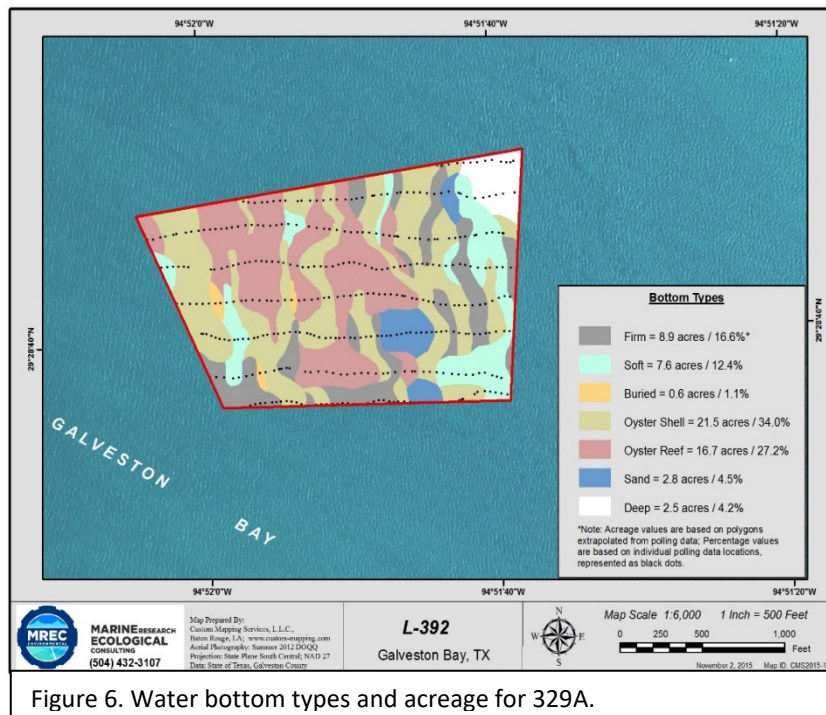 94°52'0"W
94°51'40"W
94°51'20"W
29°28'40"N
29°28'40"N
GALVESTON
BAY
Bottom Types
Firm = 8.9 acres / 16.6%*
Soft = 7.6 acres / 12.4%
Buried = 0.6 acres / 1.1%
Oyster Shell = 21.5 acres / 34.0%
Oyster Reef = 16.7 acres / 27.2%
Sand = 2.8 acres / 4.5%
Deep = 2.5 acres / 4.2%
*Note: Acreage values are based on polygons
extrapolated from polling data; Percentage values
are based on individual polling data locations,
represented as black dots.
94°52'0"W
94°51'40"W
94°51'20"W
MREC
ENVIRONMENTAL
MARINE RESEARCH
ECOLOGICAL
CONSULTING
(504) 432-3107
Map Prepared By:
Custom Mapping Services, L.L.C.,
Baton Rouge, LA; www.custom-mapping.com
Aerial Photography: Summer 2012 DOQQ
Projection: State Plane South Central; NAD 27
Data: State of Texas, Galveston County
L-392
Galveston Bay, TX
N
W
E
S
Map Scale 1:6,000 1 Inch = 500 Feet
0 250 500 1,000
Feet
November 2, 2015 Map ID: CMS2015-1
Figure 6. Water bottom types and acreage for 329A.